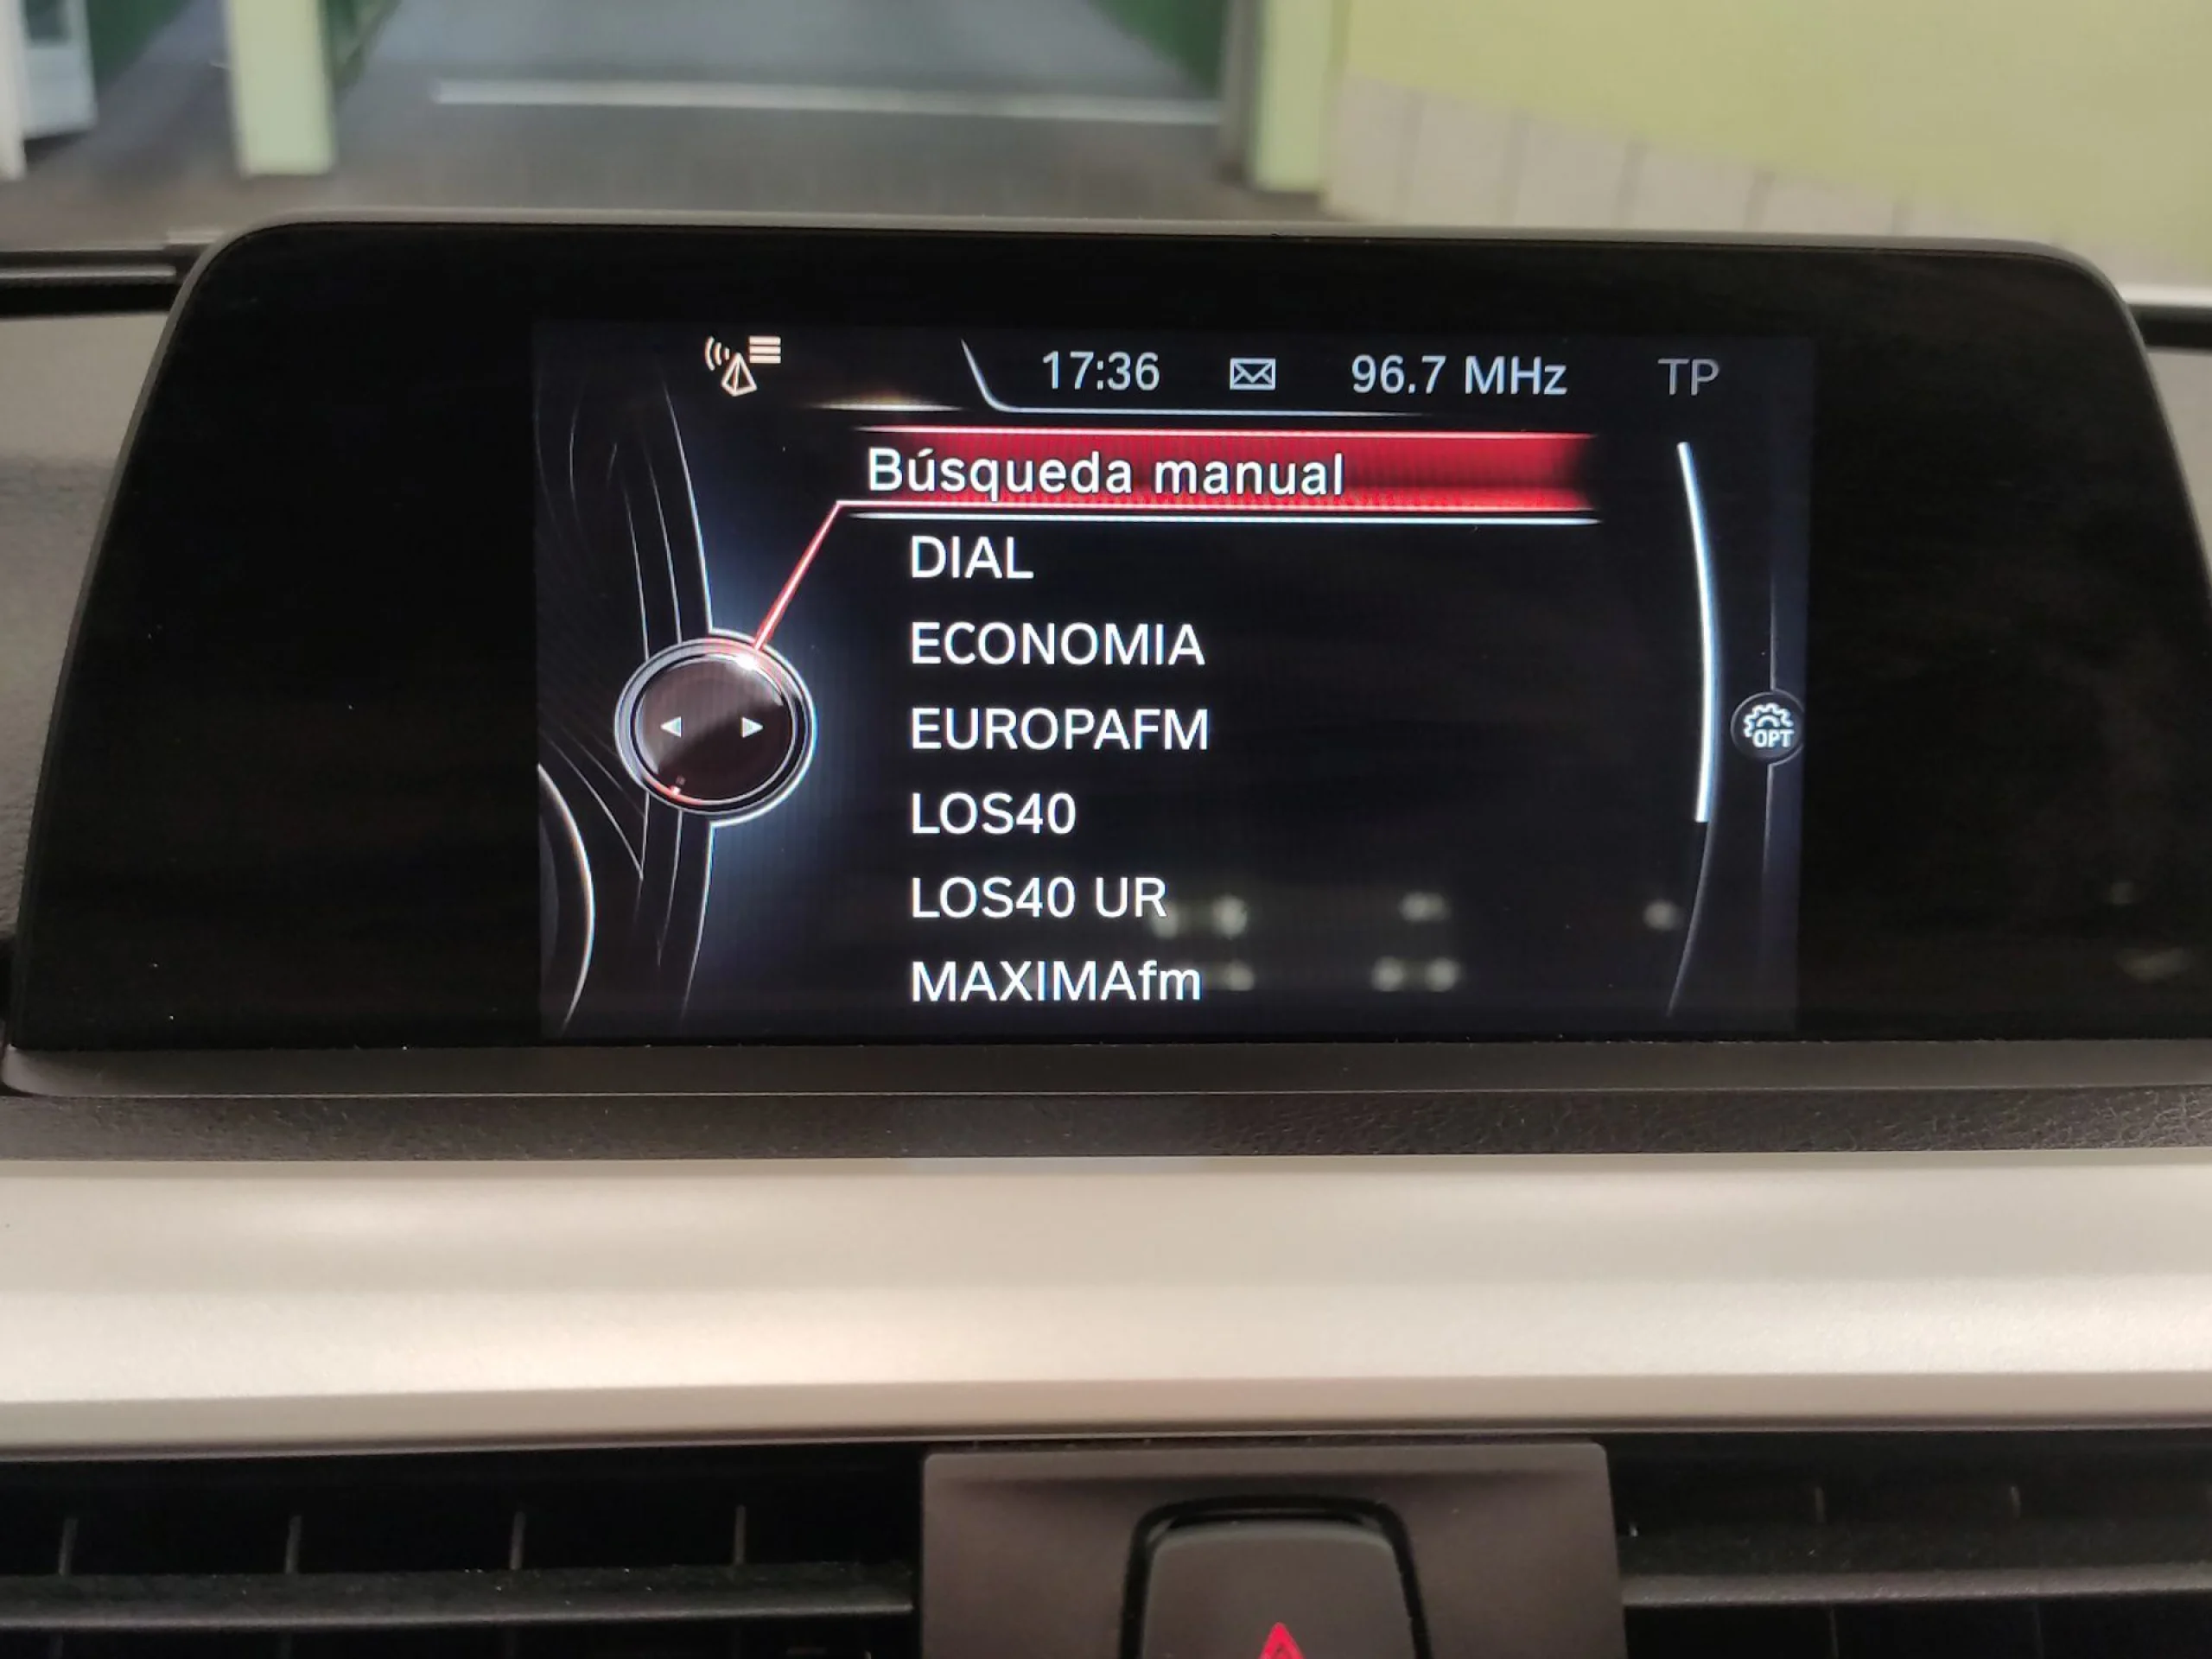 17:36 96.7 MHz TP
Búsqueda manual
DIAL
ECONOMIA
EUROPAFM
LOS40
LOS40 UR
MAXIMAfm
OPT